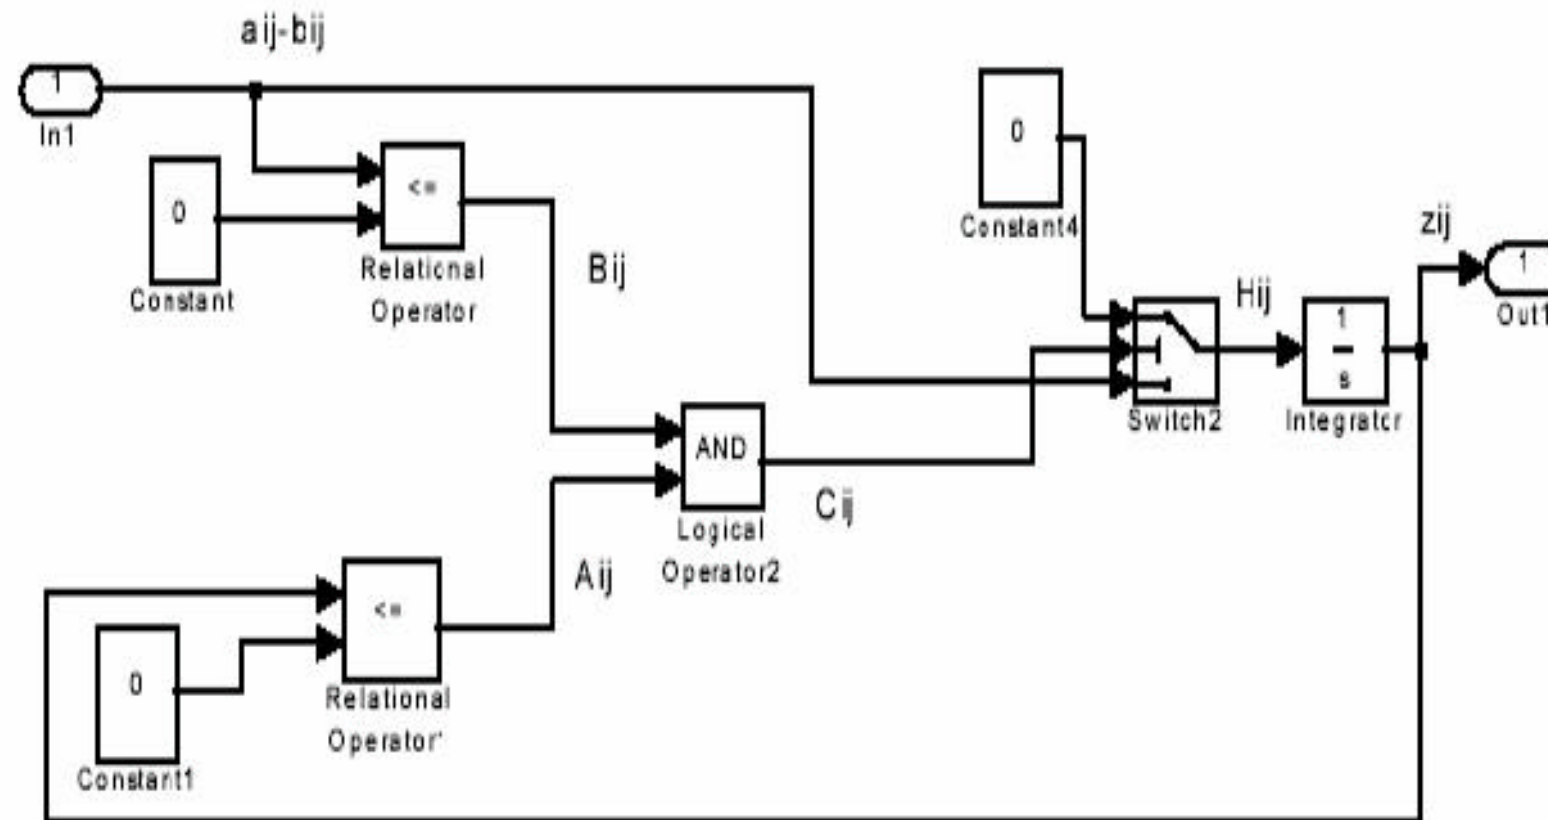 aij-bij
1
In1
0
Constant
<=
Relational
Operator
Bij
0
Constant4
zij
1
Out1
Hij
Switch2
1
s
Integrator
AND
Logical
Operator2
Cij
Aij
<=
Relational
Operator1
0
Constant1